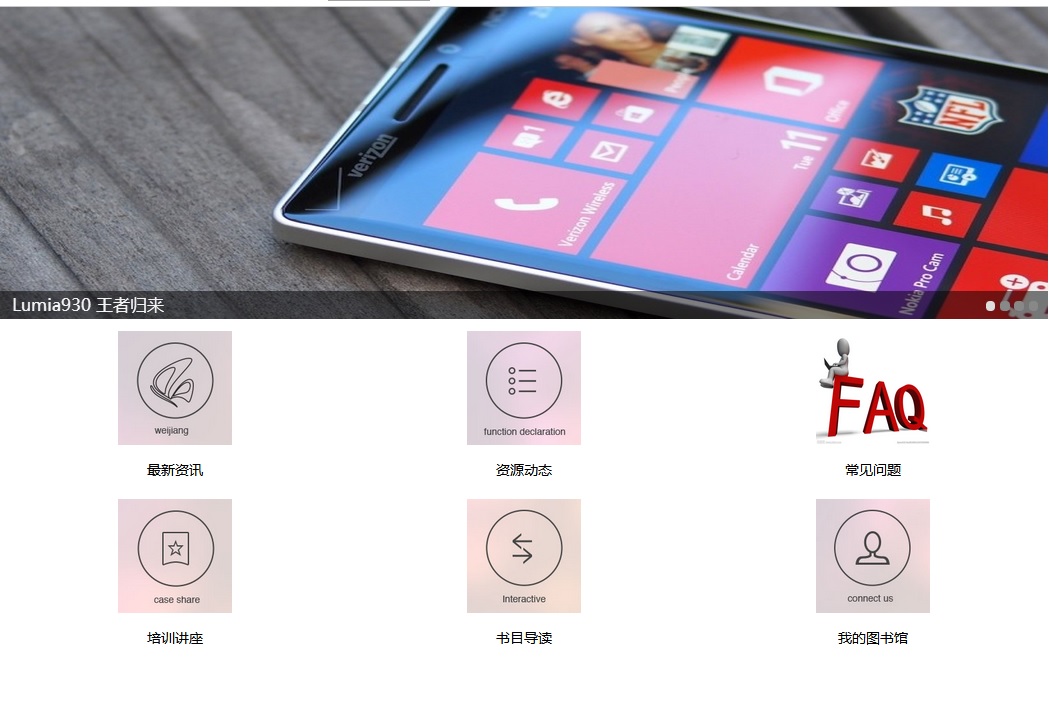 verizon
1
Verizon Wireless
People
Office
11
Tue
Calendar
NFL
Nokia Pro Cam
Lumia930 王者归来
weijiang
function declaration
FAQ
最新资讯
资源动态
常见问题
case share
Interactive
connect us
培训讲座
书目导读
我的图书馆